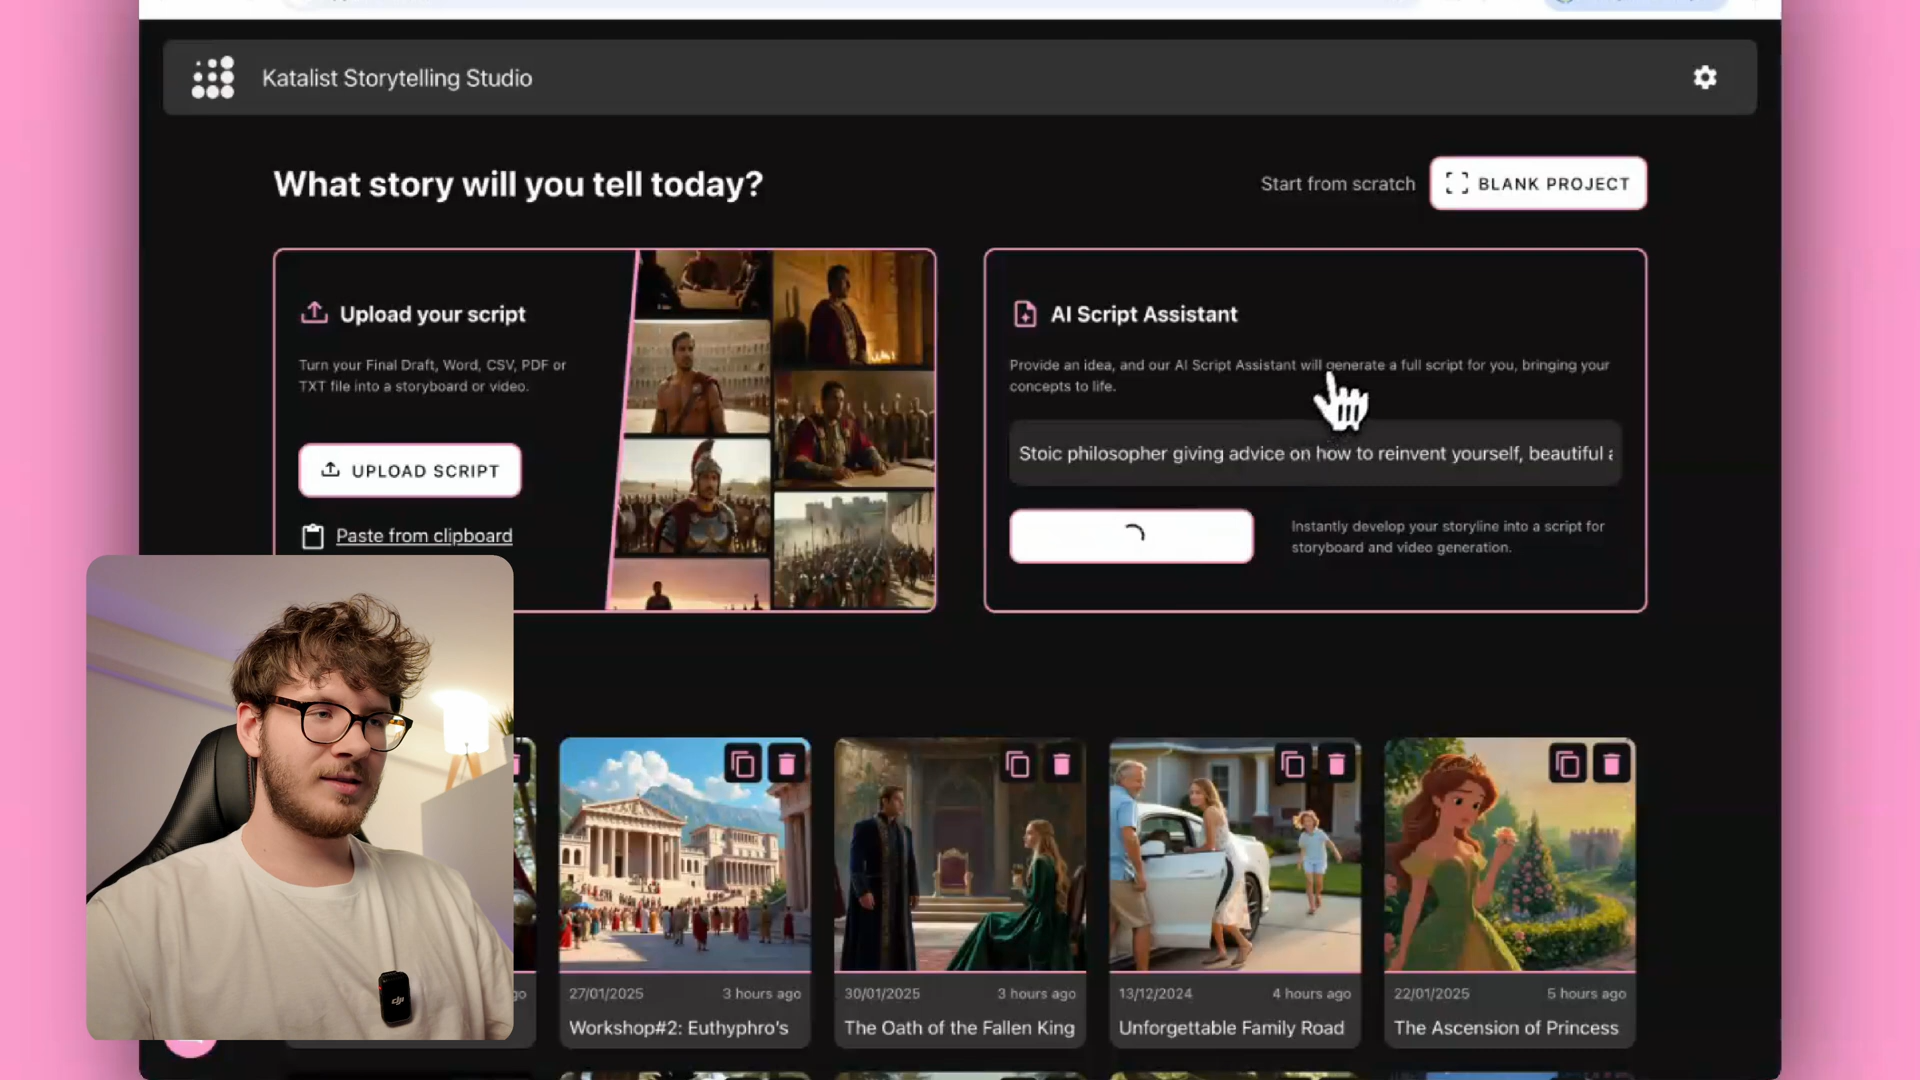 Katalist Storytelling Studio
What story will you tell today?
Start from scratch
BLANK PROJECT
Upload your script
Turn your Final Draft, Word, CSV, PDF or
TXT file into a storyboard or video.
UPLOAD SCRIPT
Paste from clipboard
AI Script Assistant
Provide an idea, and our AI Script Assistant will generate a full script for you, bringing your
concepts to life.
Stoic philosopher giving advice on how to reinvent yourself, beautiful
Instantly develop your storyline into a script for
storyboard and video generation.
go
27/01/2025 3 hours ago
Workshop#2: Euthyphro's
30/01/2025 3 hours ago
The Oath of the Fallen King
13/12/2024 4 hours ago
Unforgettable Family Road
22/01/2025 5 hours ago
The Ascension of Princess
dji